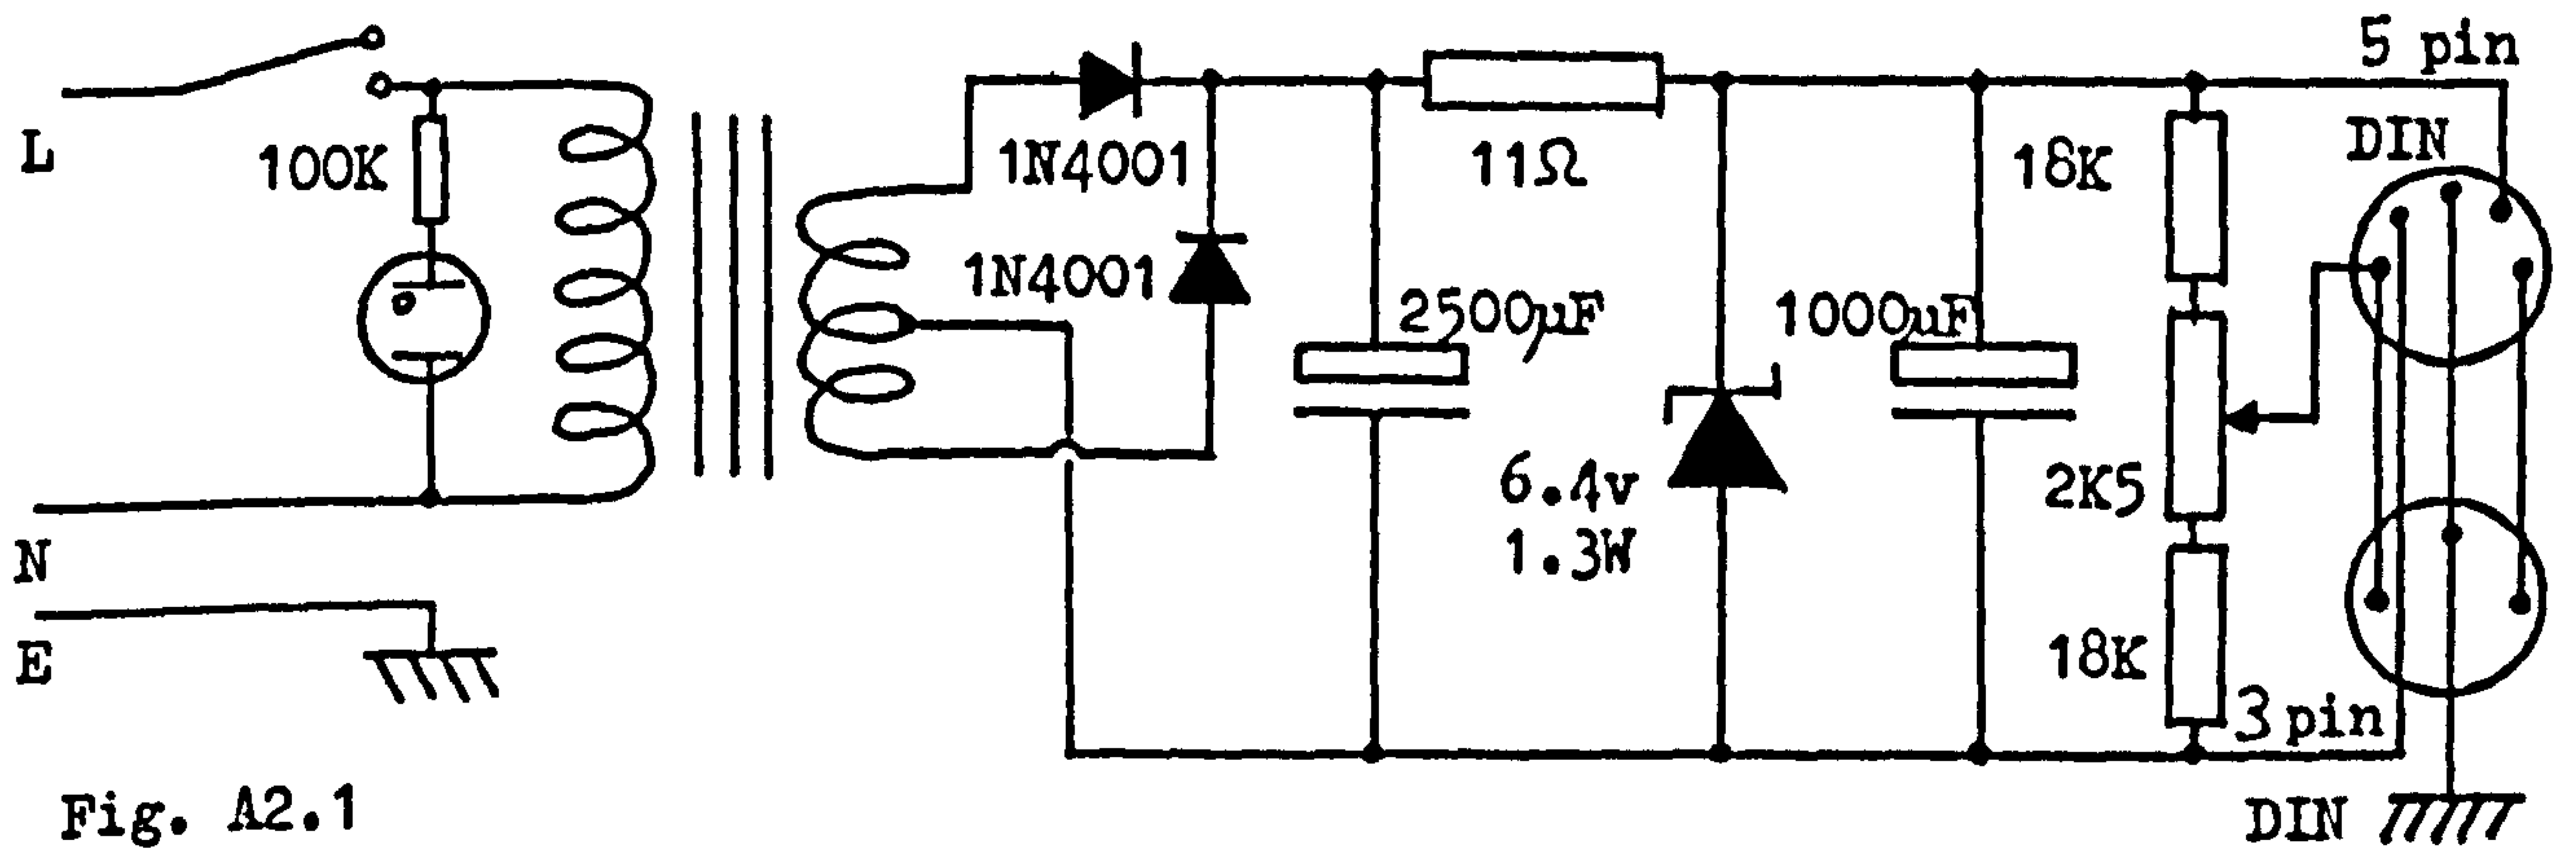 5 pin
DIN
L
100K
1N4001
11Ω
18K
1N4001
2500µF
1000µF
6.4v
1.3W
2K5
N
E
18K
3 pin
DIN
Fig. A2.1